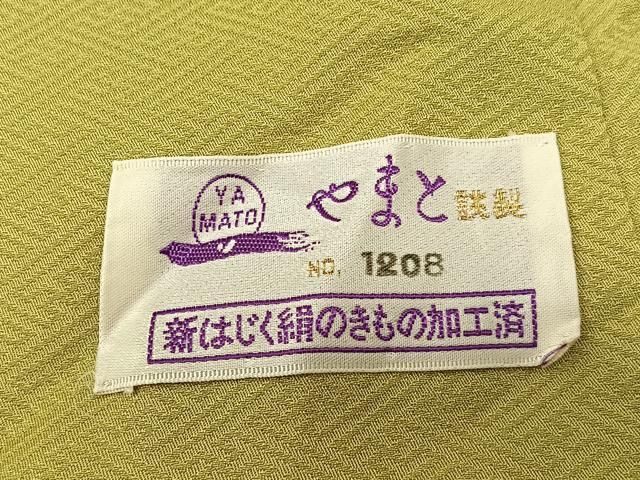 YA
MATO
やまと謹製
NO. 1208
新はじく絹のきもの加工済